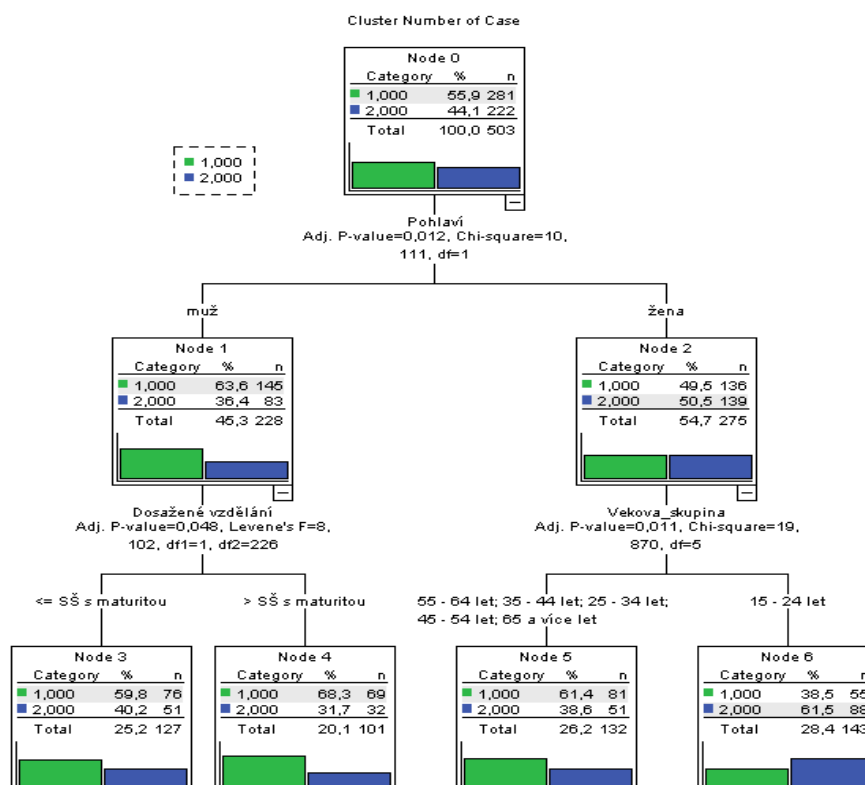 Cluster Number of Case
Node 0
Category % n
1,000 55,9 281
2,000 44,1 222
Total 100,0 503
1,000
2,000
Pohlaví
Adj. P-value=0,012, Chi-square=10,
111, df=1
muž
žena
Node 1
Category % n
1,000 63,6 145
2,000 36,4 83
Total 45,3 228
Node 2
Category % n
1,000 49,5 136
2,000 50,5 139
Total 54,7 275
Dosažené vzdělání
Adj. P-value=0,048, Levene's F=8,
102, df1=1, df2=226
Vekova_skupina
Adj. P-value=0,011, Chi-square=19,
870, df=5
<= SŠ s maturitou
> SŠ s maturitou
55 - 64 let; 35 - 44 let; 25 - 34 let;
45 - 54 let; 65 a více let
15 - 24 let
Node 3
Category % n
1,000 59,8 76
2,000 40,2 51
Total 25,2 127
Node 4
Category % n
1,000 68,3 69
2,000 31,7 32
Total 20,1 101
Node 5
Category % n
1,000 61,4 81
2,000 38,6 51
Total 26,2 132
Node 6
Category % n
1,000 38,5 55
2,000 61,5 88
Total 28,4 143